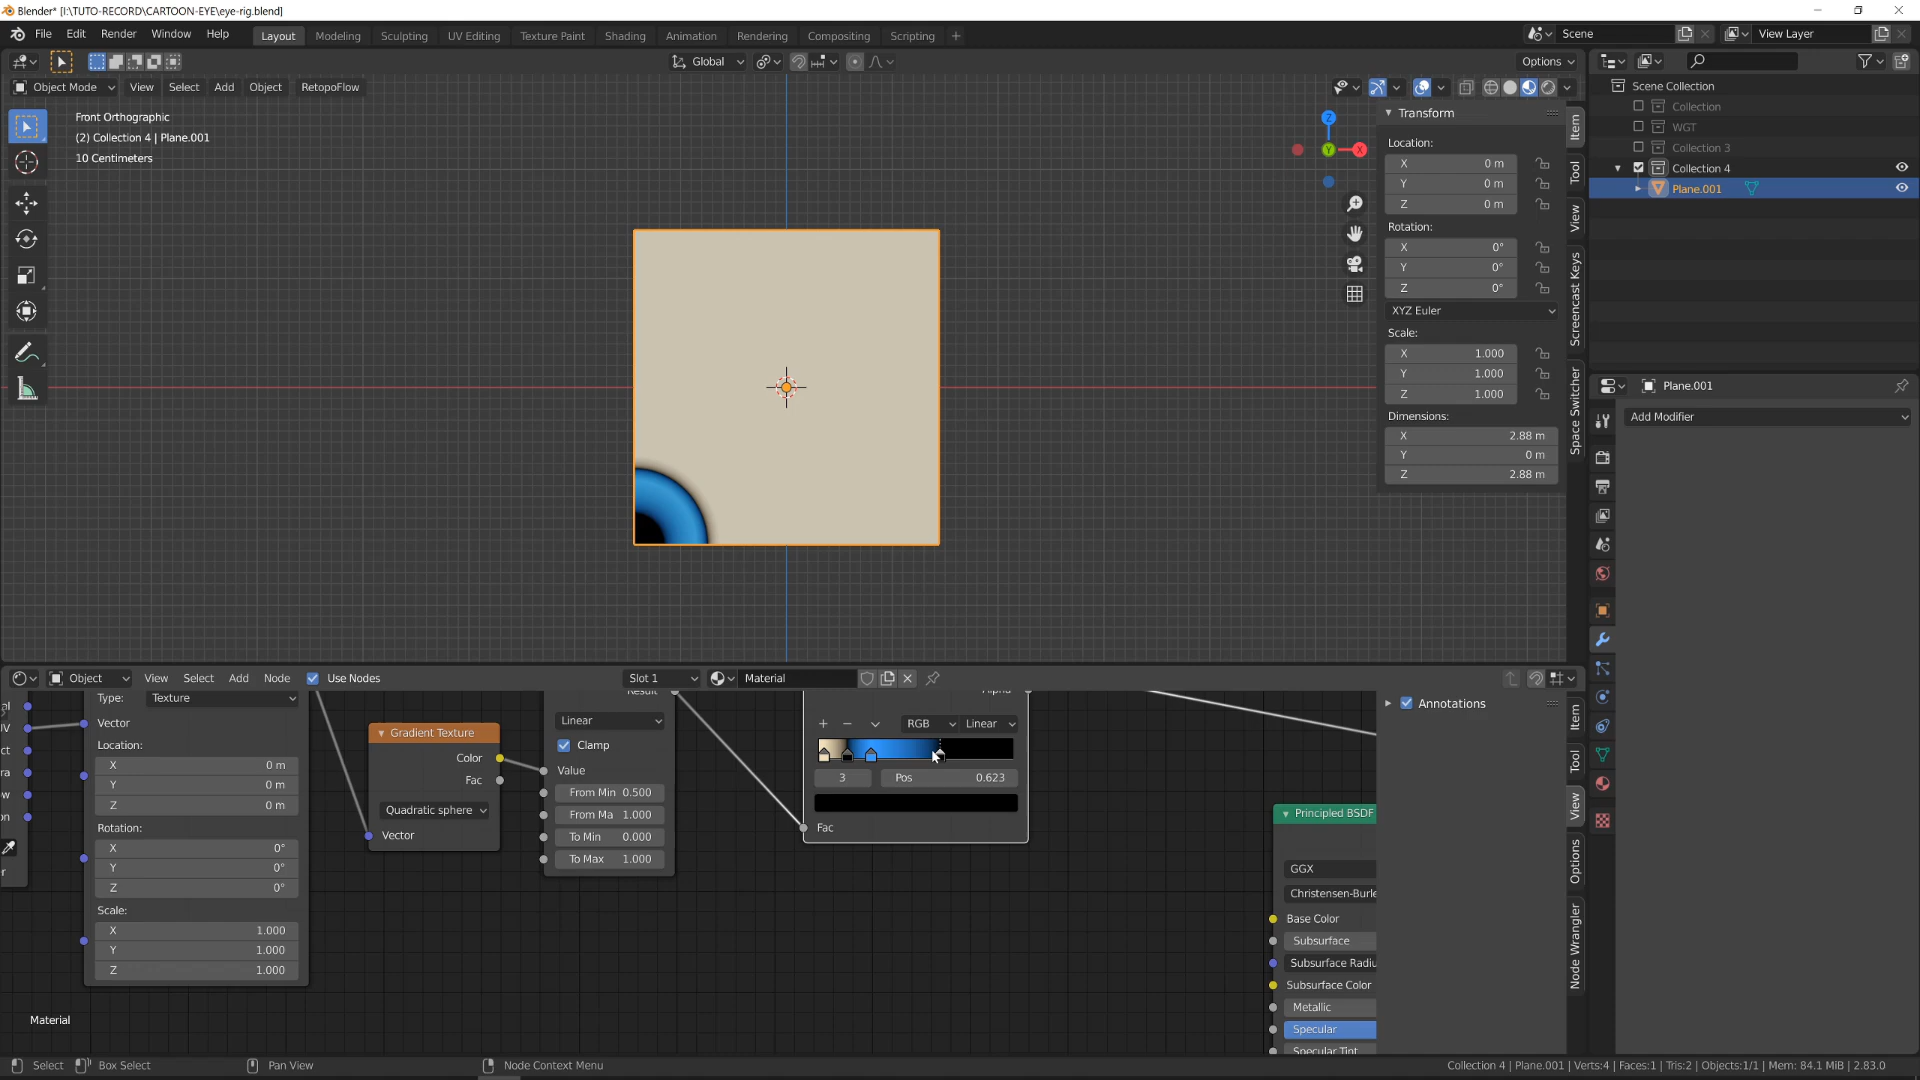 Blender* [I:\TUTO-RECORD\CARTOON-EYE\eye-rig.blend]
File Edit Render Window Help Layout Modeling Sculpting UV Editing Texture Paint Shading Animation Rendering Compositing Scripting + Scene View Layer
Global Options
Object Mode View Select Add Object RetopoFlow
Front Orthographic
(2) Collection 4 | Plane.001
10 Centimeters
Z
Y
X
Transform
Location:
X 0 m
Y 0 m
Z 0 m
Rotation:
X 0°
Y 0°
Z 0°
XYZ Euler
Scale:
X 1.000
Y 1.000
Z 1.000
Dimensions:
X 2.88 m
Y 0 m
Z 2.88 m
Item
Tool
View
Screencast Keys
Space Switcher
Scene Collection
Collection
WGT
Collection 3
Collection 4
Plane.001
Plane.001
Add Modifier
Object View Select Add Node Use Nodes Slot 1 Material
Type: Texture
Vector
Location:
X 0 m
Y 0 m
Z 0 m
Rotation:
X 0°
Y 0°
Z 0°
Scale:
X 1.000
Y 1.000
Z 1.000
Gradient Texture
Color
Fac
Quadratic sphere
Vector
Result
Linear
Clamp
Value
From Min 0.500
From Ma 1.000
To Min 0.000
To Max 1.000
Alpha
+ − RGB Linear
3 Pos 0.623
Fac
Principled BSDF
GGX
Christensen-Burle
Base Color
Subsurface
Subsurface Radiu
Subsurface Color
Metallic
Specular
Specular Tint
Annotations
Item
Tool
View
Options
Node Wrangler
Material
Select Box Select Pan View Node Context Menu Collection 4 | Plane.001 | Verts:4 | Faces:1 | Tris:2 | Objects:1/1 | Mem: 84.1 MiB | 2.83.0